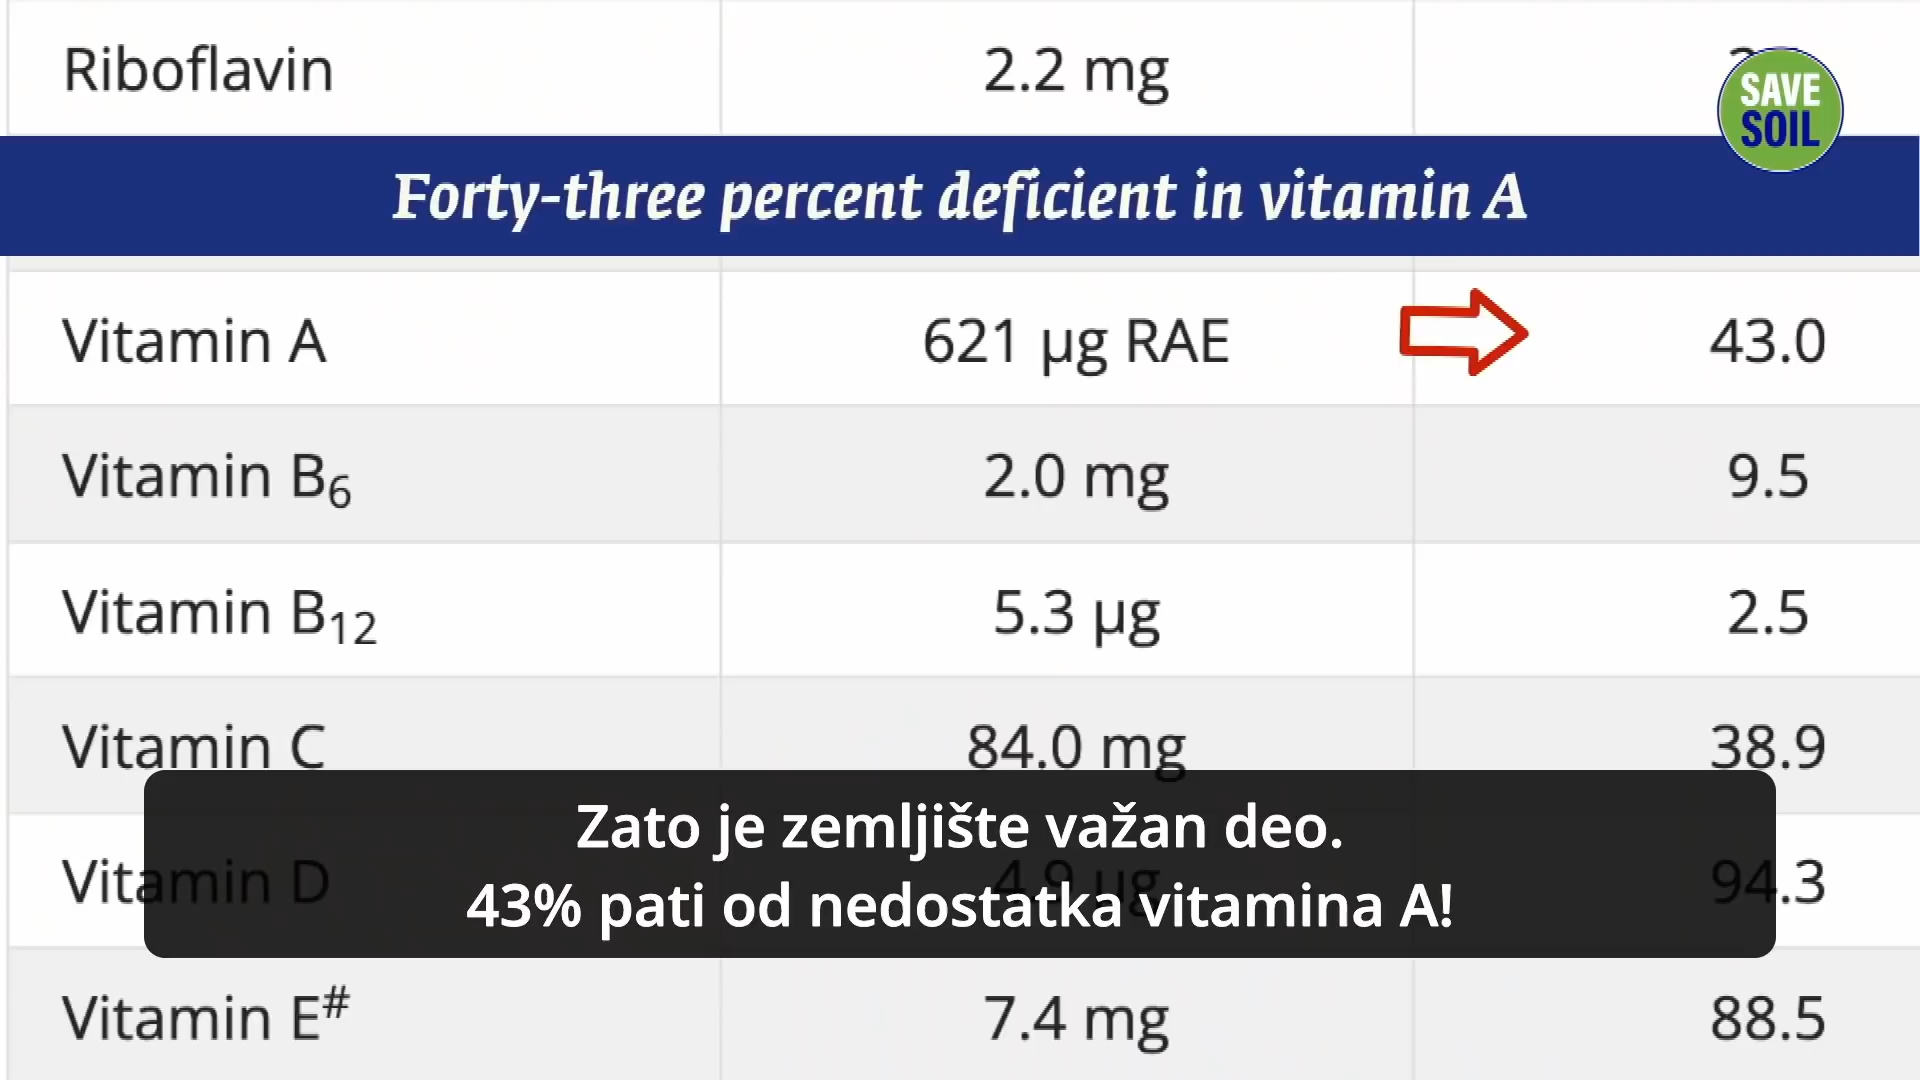 Riboflavin 2.2 mg
SAVE
SOIL
Forty-three percent deficient in vitamin A
Vitamin A 621 µg RAE 43.0
Vitamin B6 2.0 mg 9.5
Vitamin B12 5.3 µg 2.5
Vitamin C 84.0 mg 38.9
Zato je zemljište važan deo.
Vitamin D 4.9 µg 94.3
43% pati od nedostatka vitamina A!
Vitamin E# 7.4 mg 88.5